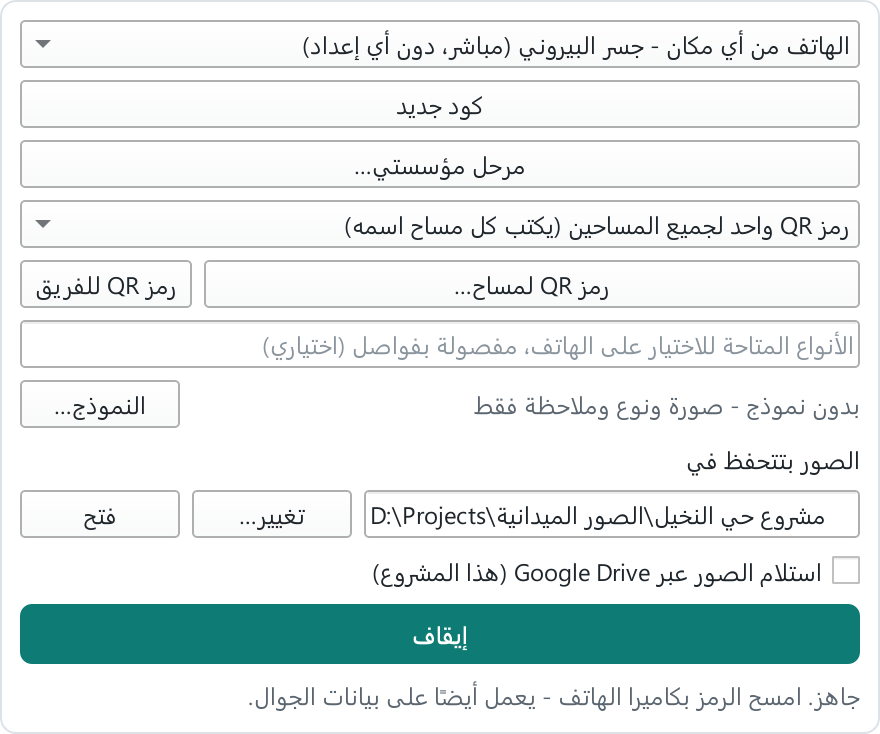 الهاتف من أي مكان - جسر البيروني (مباشر، دون أي إعداد)
كود جديد
مرحل مؤسستي...
رمز QR واحد لجميع المساحين (يكتب كل مساح اسمه)
رمز QR لمساح... رمز QR للفريق
الأنواع المتاحة للاختيار على الهاتف، مفصولة بفواصل (اختياري)
بدون نموذج - صورة ونوع وملاحظة فقط النموذج...
الصور بتتحفظ في
D:\Projects\مشروع حي النخيل\الصور الميدانية تغيير... فتح
استلام الصور عبر Google Drive (هذا المشروع)
إيقاف
جاهز. امسح الرمز بكاميرا الهاتف - يعمل أيضًا على بيانات الجوال.